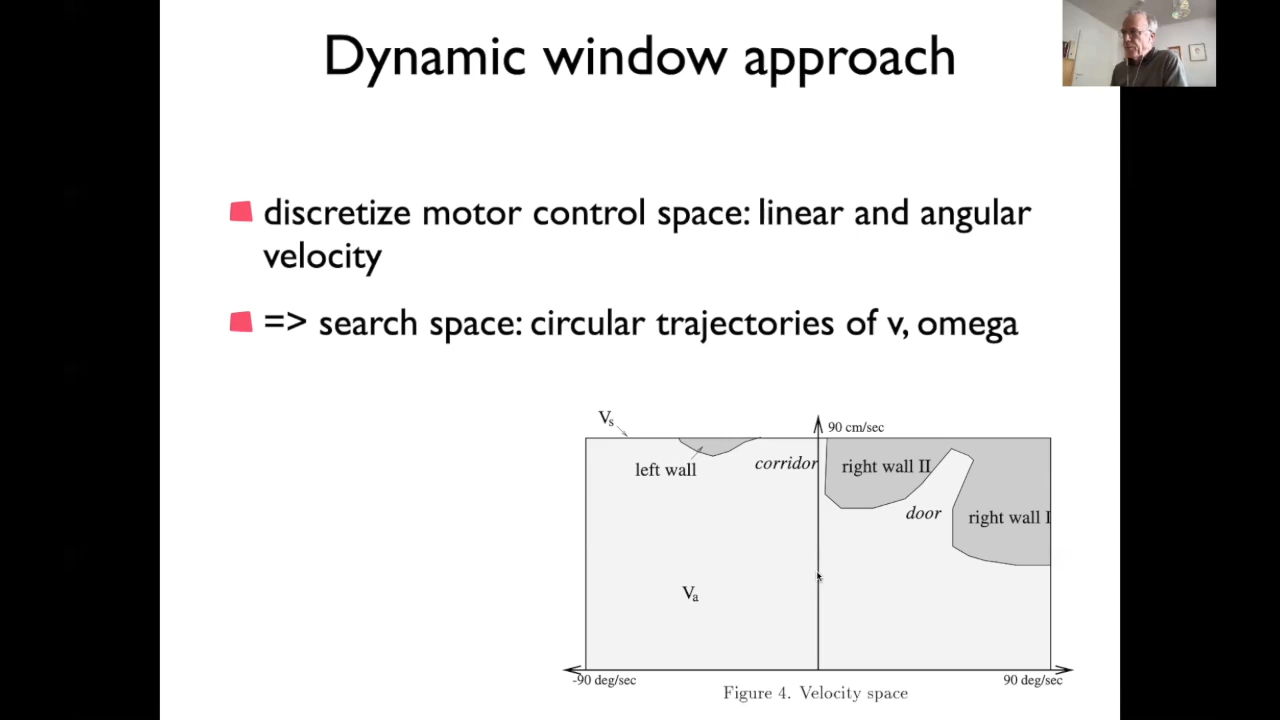 Dynamic window approach
discretize motor control space: linear and angular
velocity
=> search space: circular trajectories of v, omega
Vs
90 cm/sec
left wall
corridor
right wall II
door
right wall I
Va
-90 deg/sec
90 deg/sec
Figure 4. Velocity space